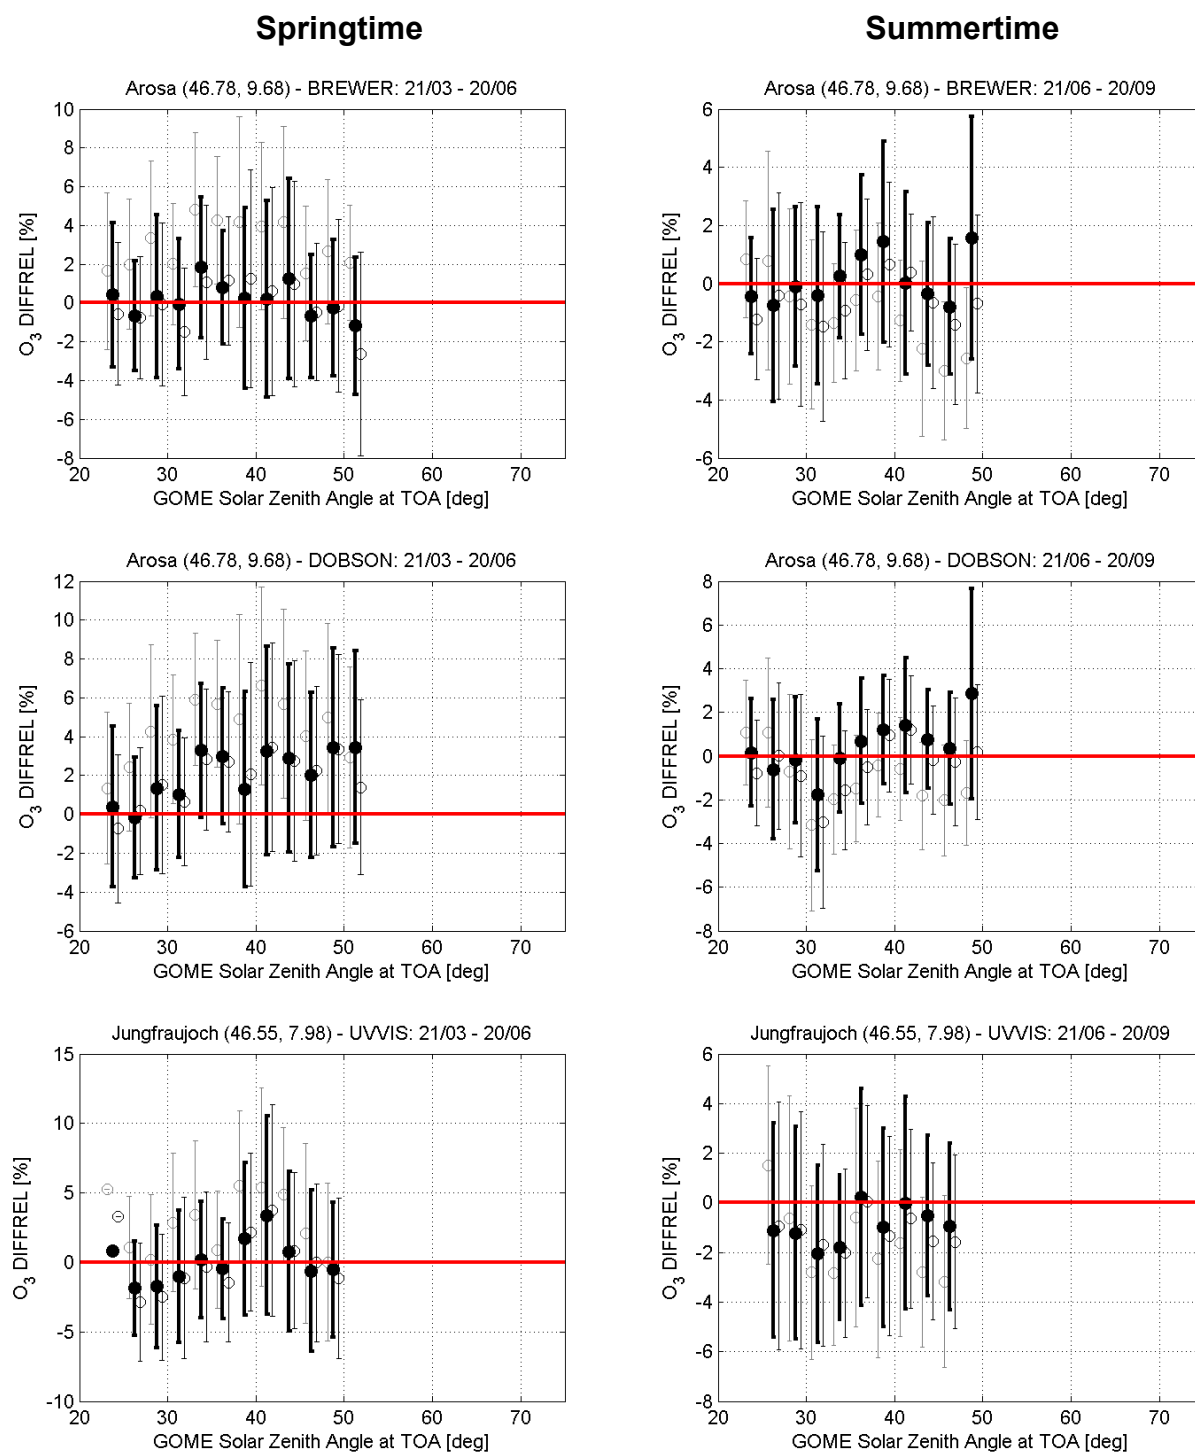 Springtime
Summertime
Arosa (46.78, 9.68) - BREWER: 21/03 - 20/06
10
8
6
4
2
0
-2
-4
-6
-8
O3 DIFFREL [%]
20 30 40 50 60 70
GOME Solar Zenith Angle at TOA [deg]
Arosa (46.78, 9.68) - BREWER: 21/06 - 20/09
6
4
2
0
-2
-4
-6
O3 DIFFREL [%]
20 30 40 50 60 70
GOME Solar Zenith Angle at TOA [deg]
Arosa (46.78, 9.68) - DOBSON: 21/03 - 20/06
12
10
8
6
4
2
0
-2
-4
-6
O3 DIFFREL [%]
20 30 40 50 60 70
GOME Solar Zenith Angle at TOA [deg]
Arosa (46.78, 9.68) - DOBSON: 21/06 - 20/09
8
6
4
2
0
-2
-4
-6
-8
O3 DIFFREL [%]
20 30 40 50 60 70
GOME Solar Zenith Angle at TOA [deg]
Jungfraujoch (46.55, 7.98) - UVVIS: 21/03 - 20/06
15
10
5
0
-5
-10
O3 DIFFREL [%]
20 30 40 50 60 70
GOME Solar Zenith Angle at TOA [deg]
Jungfraujoch (46.55, 7.98) - UVVIS: 21/06 - 20/09
6
4
2
0
-2
-4
-6
-8
O3 DIFFREL [%]
20 30 40 50 60 70
GOME Solar Zenith Angle at TOA [deg]